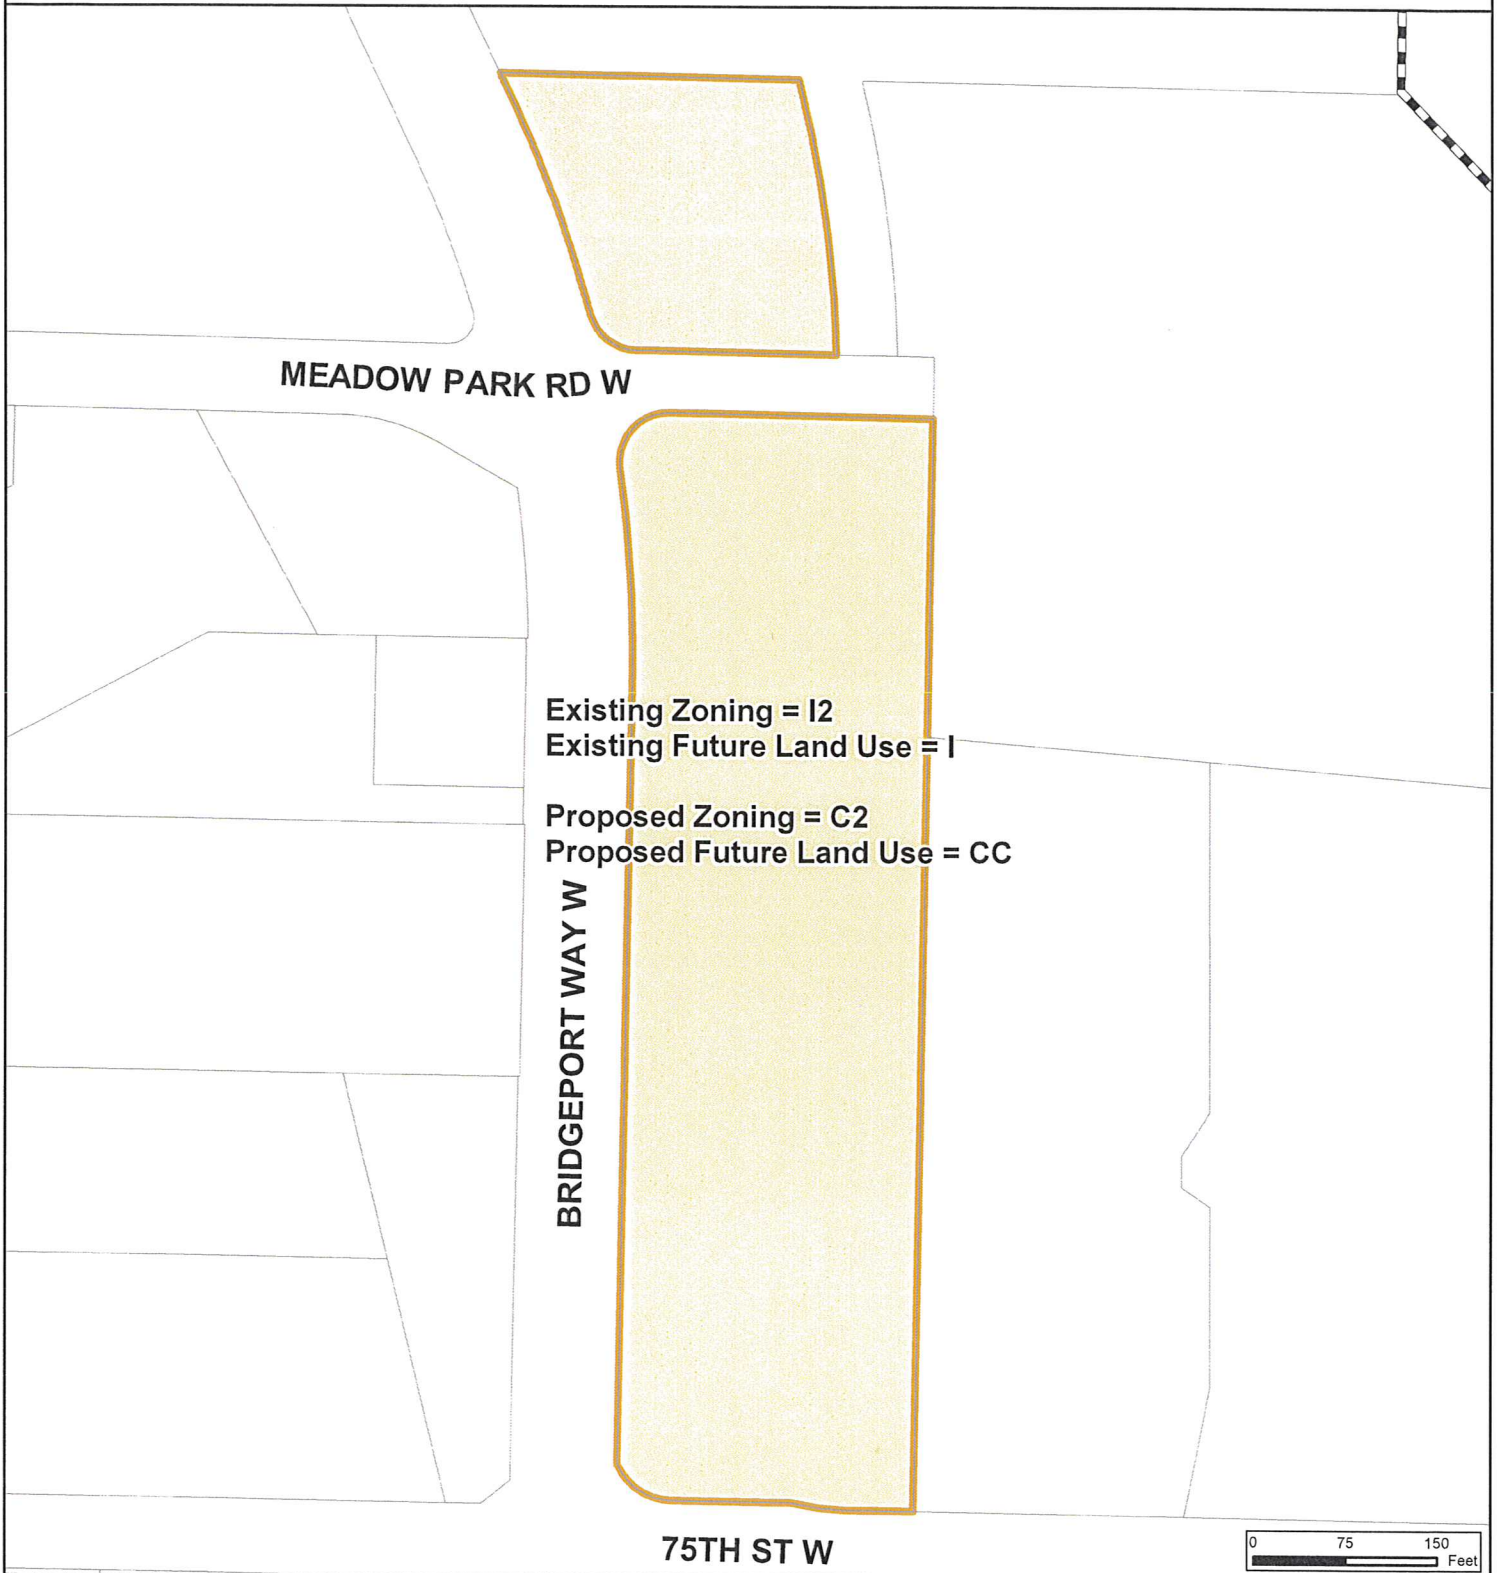 MEADOW PARK RD W
Existing Zoning = I2
Existing Future Land Use = I
Proposed Zoning = C2
Proposed Future Land Use = CC
BRIDGEPORT WAY W
75TH ST W
0 75 150
Feet